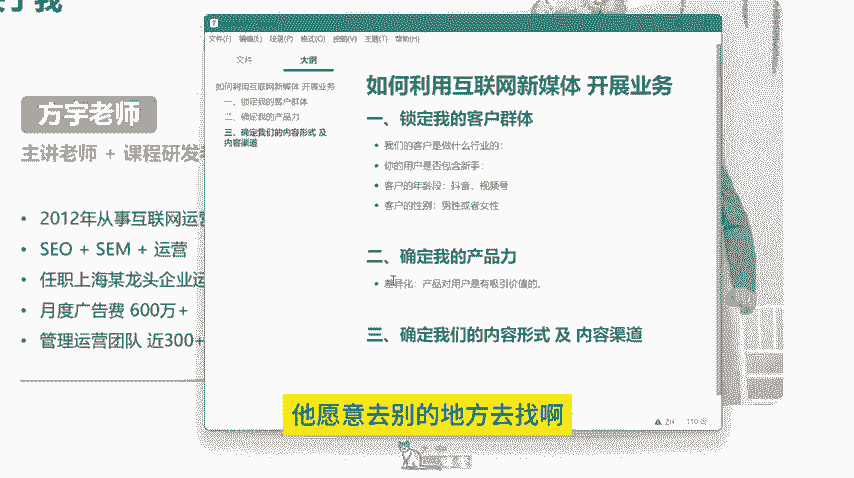 于我
方宇老师
主讲老师 + 课程研发
• 2012年从事互联网运营
• SEO + SEM + 运营
• 任职上海某龙头企业运
• 月度广告费 600万+
• 管理运营团队 近300+
文件(F) 编辑(E) 段落(P) 格式(O) 视图(V) 主题(T) 帮助(H)
文件 大纲
如何利用互联网新媒体 开展业务
一、锁定我的客户群体
二、确定我的产品力
三、确定我们的内容形式 及
内容渠道
如何利用互联网新媒体 开展业务
一、锁定我的客户群体
• 我们的客户是做什么行业的：
• 你的用户是否包含新手：
• 客户的年龄段：抖音、视频号
• 客户的性别：男性或者女性
二、确定我的产品力
• 差异化：产品对用户是有吸引价值的。
三、确定我们的内容形式 及 内容渠道
ZH 110 词
他愿意去别的地方去找啊